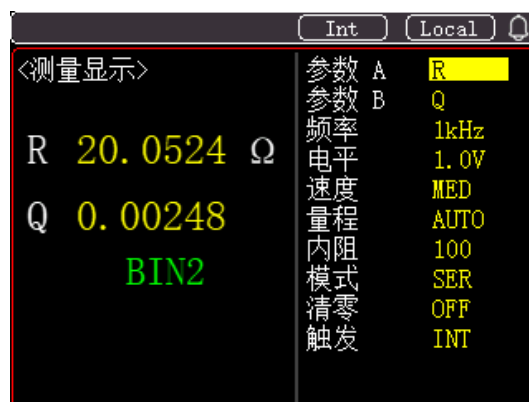 Int Local
<测量显示>
R 20.0524 Ω
Q 0.00248
BIN2
参数 A R
参数 B Q
频率 1kHz
电平 1.0V
速度 MED
量程 AUTO
内阻 100
模式 SER
清零 OFF
触发 INT